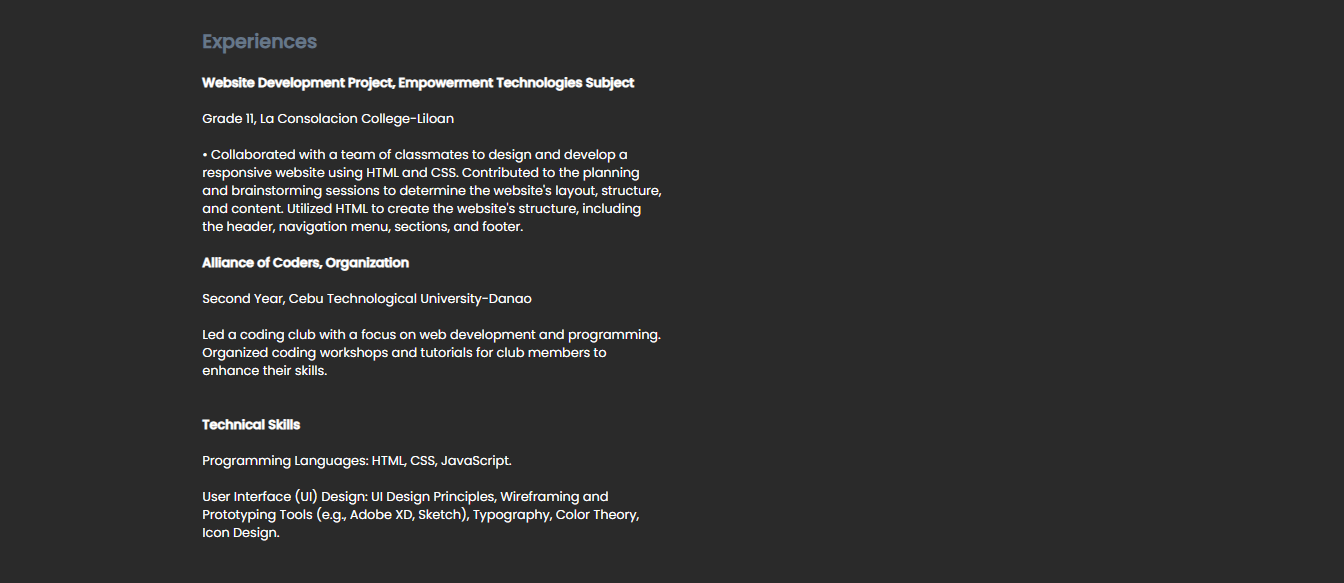 Experiences
Website Development Project, Empowerment Technologies Subject
Grade 11, La Consolacion College-Liloan
• Collaborated with a team of classmates to design and develop a
responsive website using HTML and CSS. Contributed to the planning
and brainstorming sessions to determine the website's layout, structure,
and content. Utilized HTML to create the website's structure, including
the header, navigation menu, sections, and footer.
Alliance of Coders, Organization
Second Year, Cebu Technological University-Danao
Led a coding club with a focus on web development and programming.
Organized coding workshops and tutorials for club members to
enhance their skills.
Technical Skills
Programming Languages: HTML, CSS, JavaScript.
User Interface (UI) Design: UI Design Principles, Wireframing and
Prototyping Tools (e.g., Adobe XD, Sketch), Typography, Color Theory,
Icon Design.